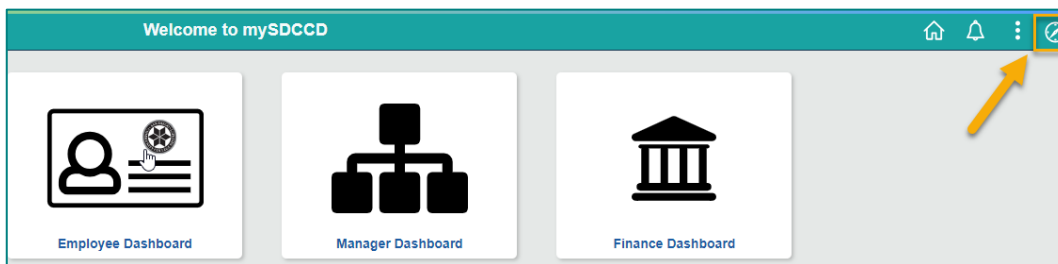 Welcome to mySDCCD
Employee Dashboard
Manager Dashboard
Finance Dashboard